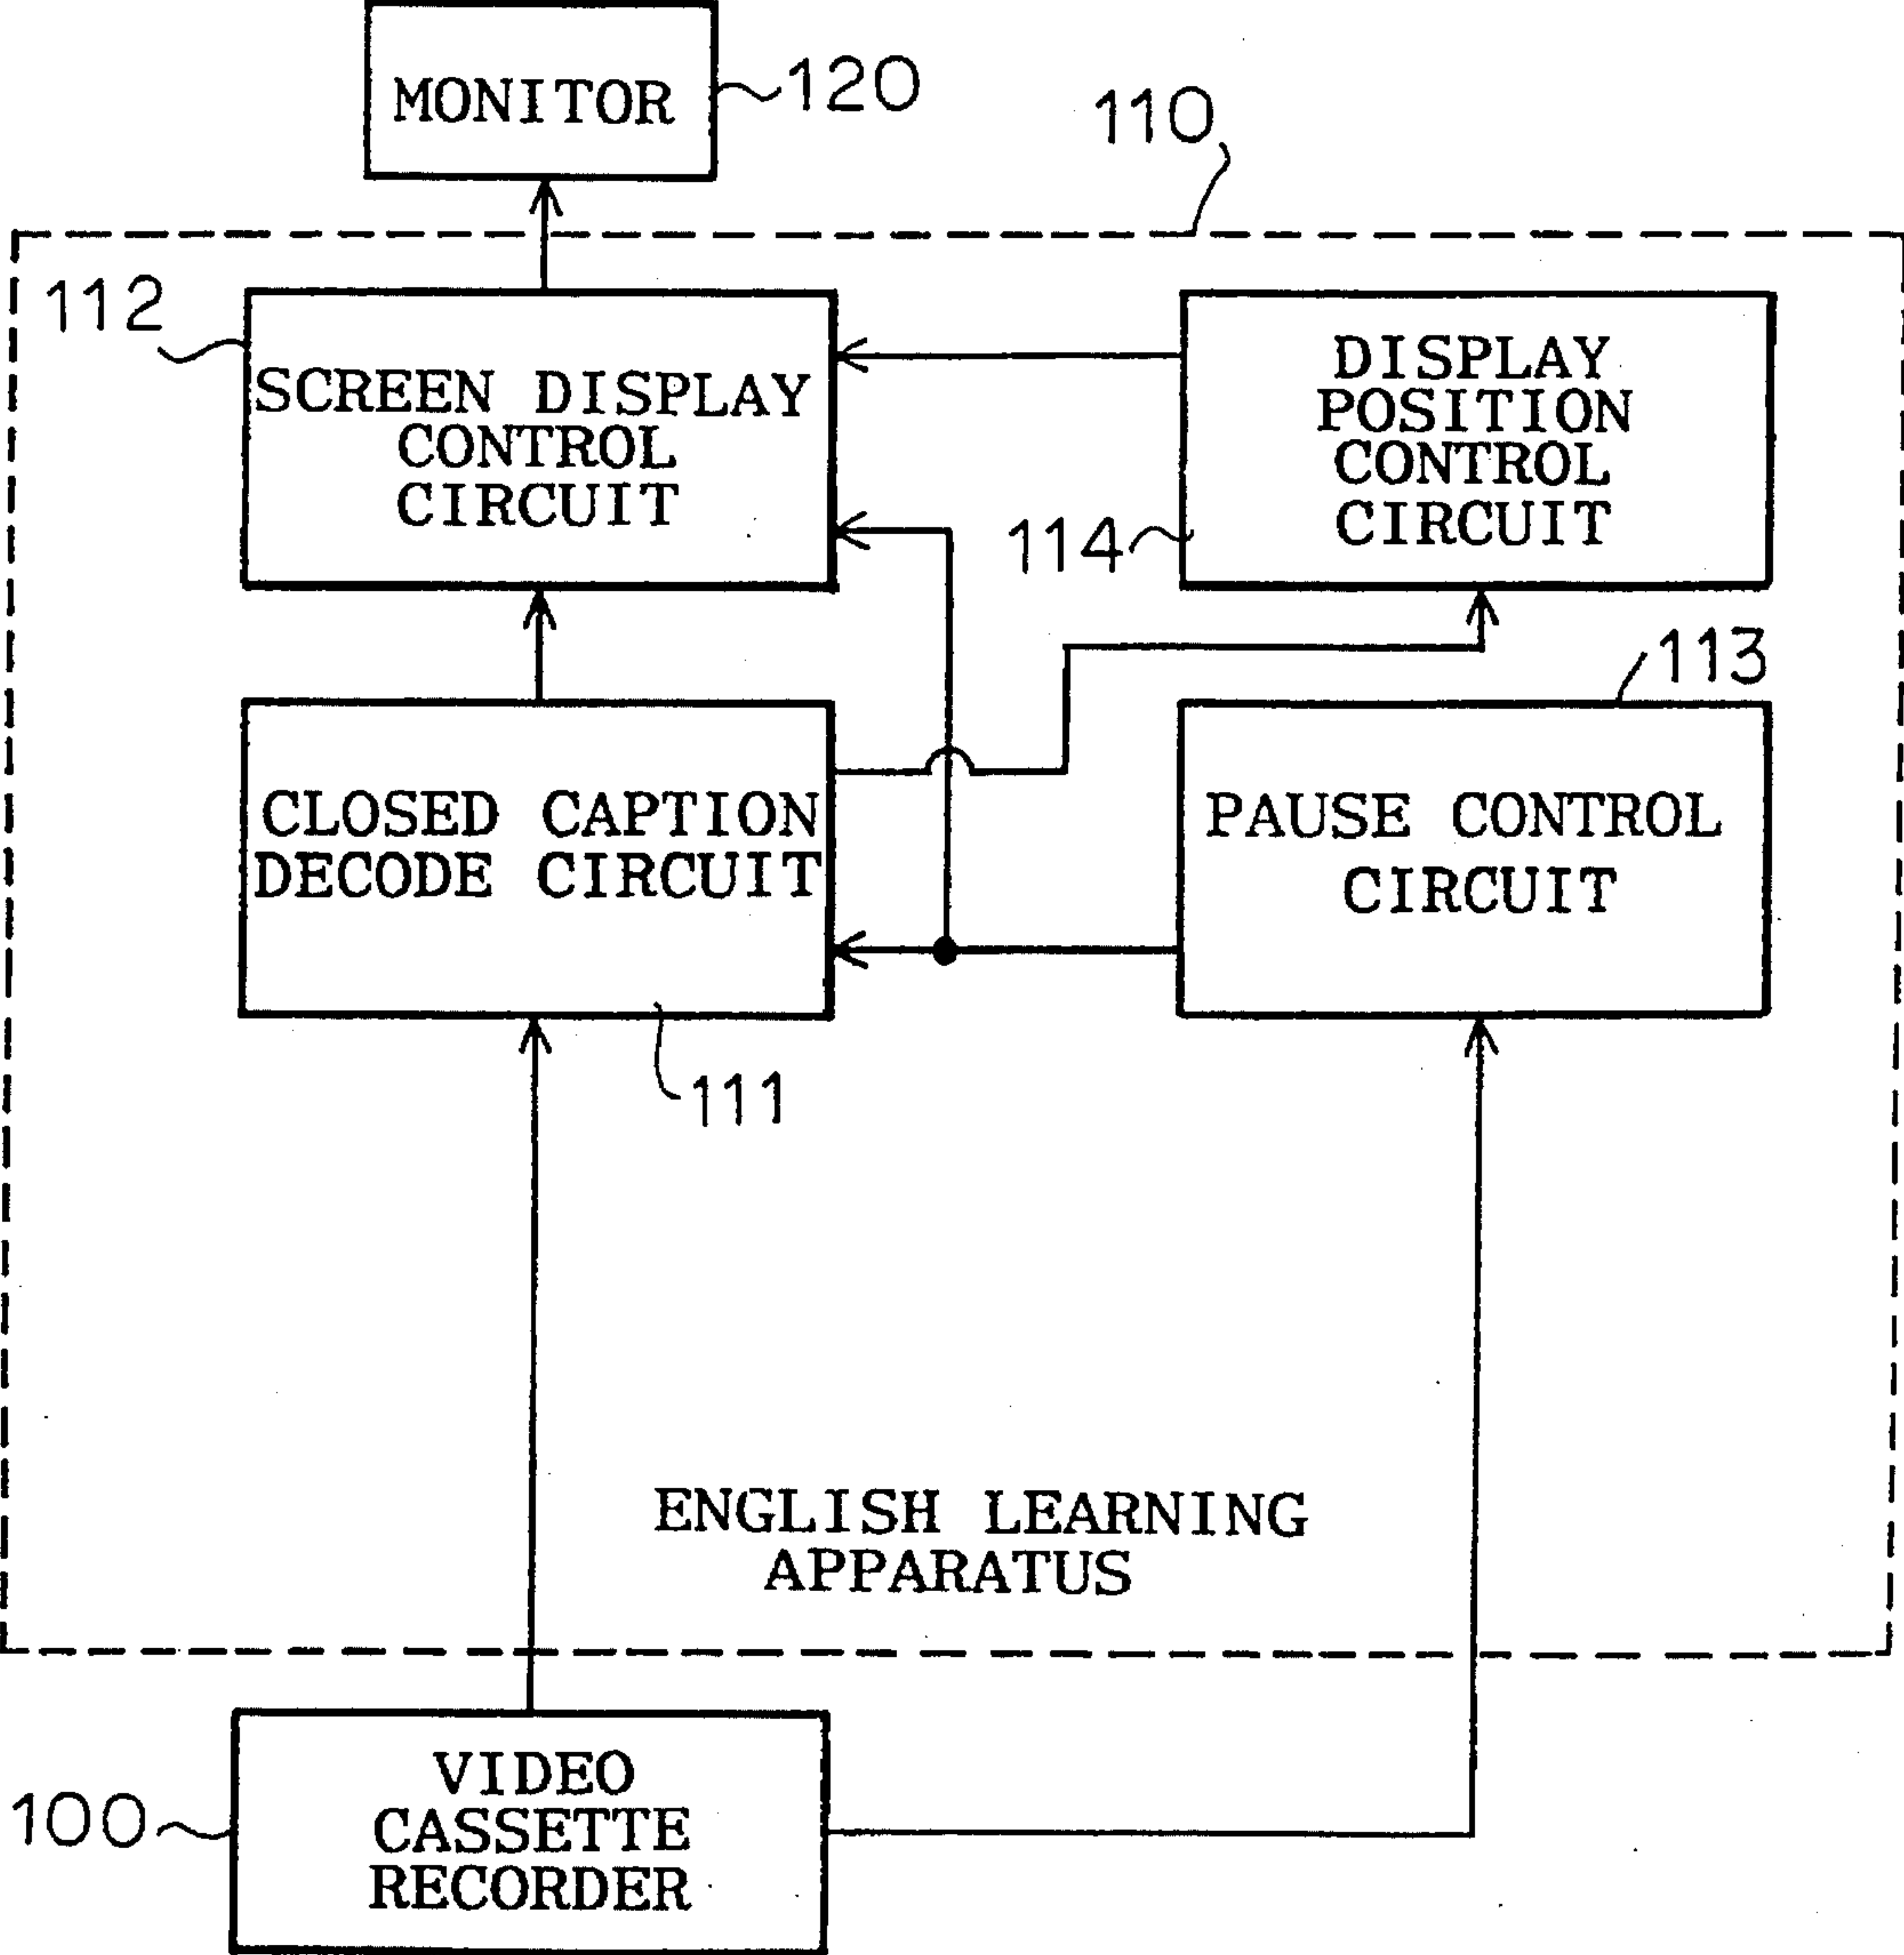 MONITOR
120
110
112
SCREEN DISPLAY
CONTROL
CIRCUIT
DISPLAY
POSITION
CONTROL
CIRCUIT
114
113
CLOSED CAPTION
DECODE CIRCUIT
PAUSE CONTROL
CIRCUIT
111
ENGLISH LEARNING
APPARATUS
100
VIDEO
CASSETTE
RECORDER